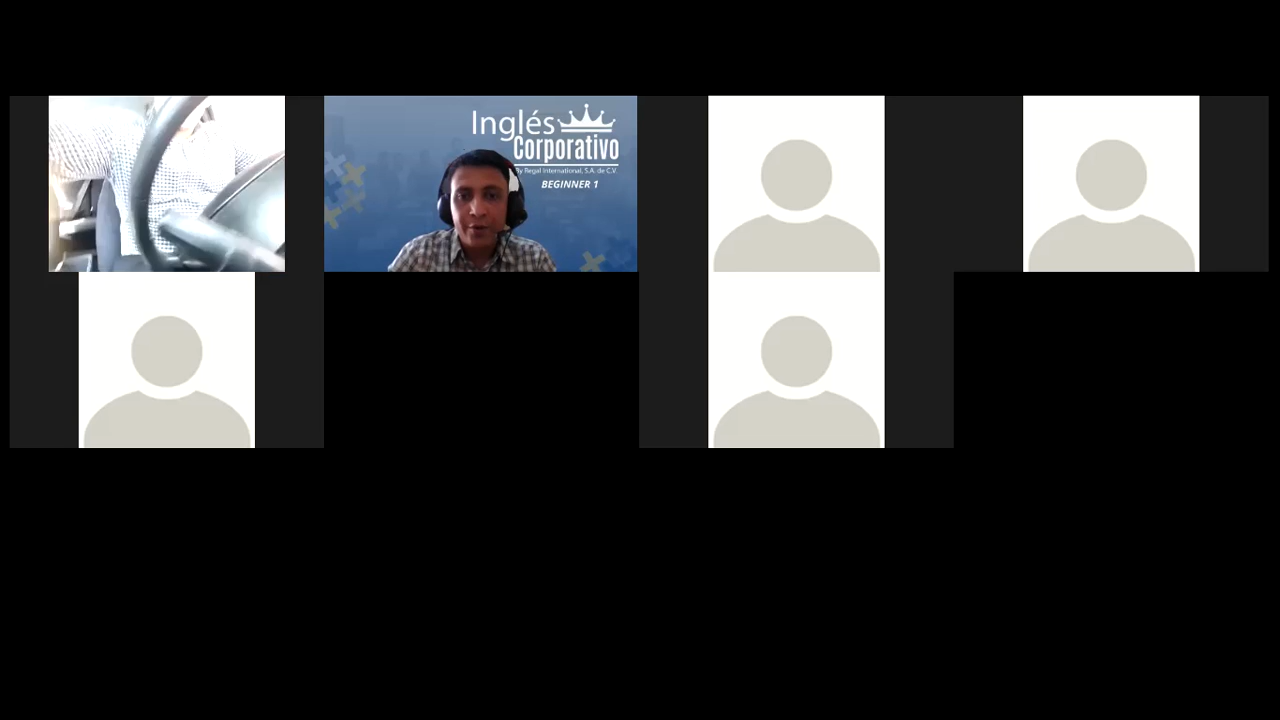 Inglés
Corporativo
By Regal International, S.A. de C.V.
BEGINNER 1